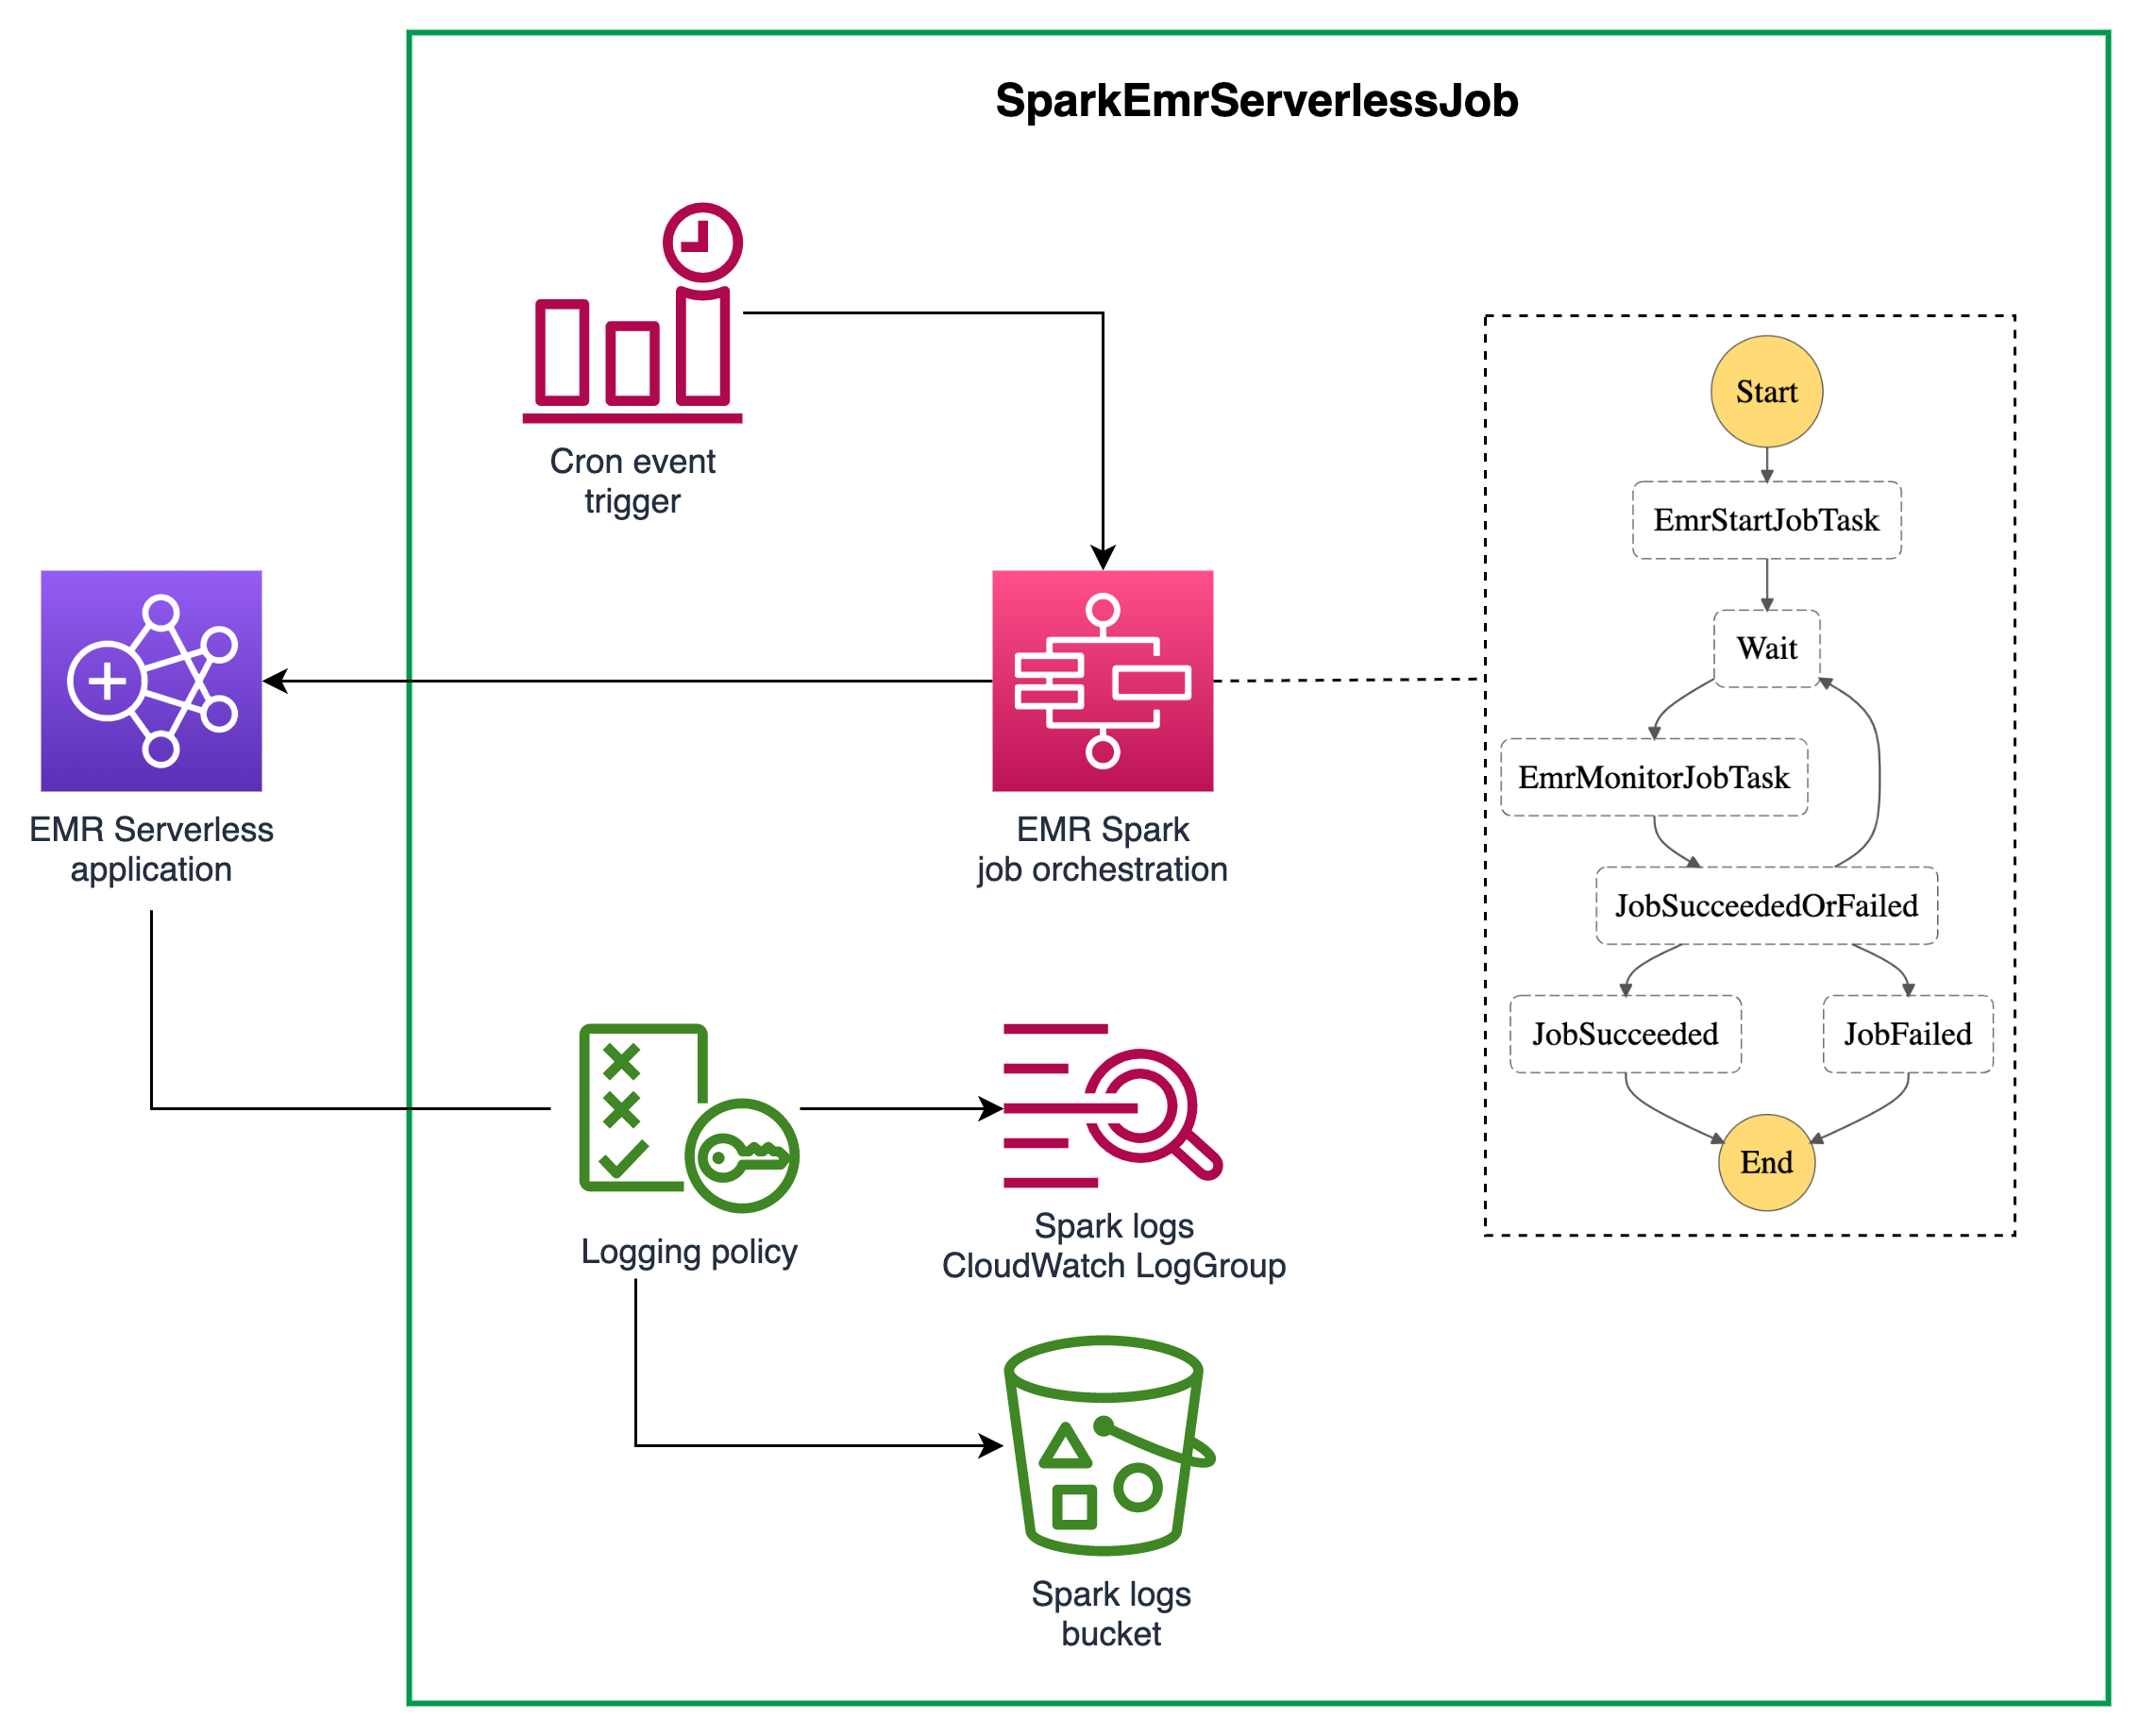 SparkEmrServerlessJob
Cron event
trigger
EMR Serverless
application
EMR Spark
job orchestration
Logging policy
Spark logs
CloudWatch LogGroup
Spark logs
bucket
Start
EmrStartJobTask
Wait
EmrMonitorJobTask
JobSucceededOrFailed
JobSucceeded
JobFailed
End